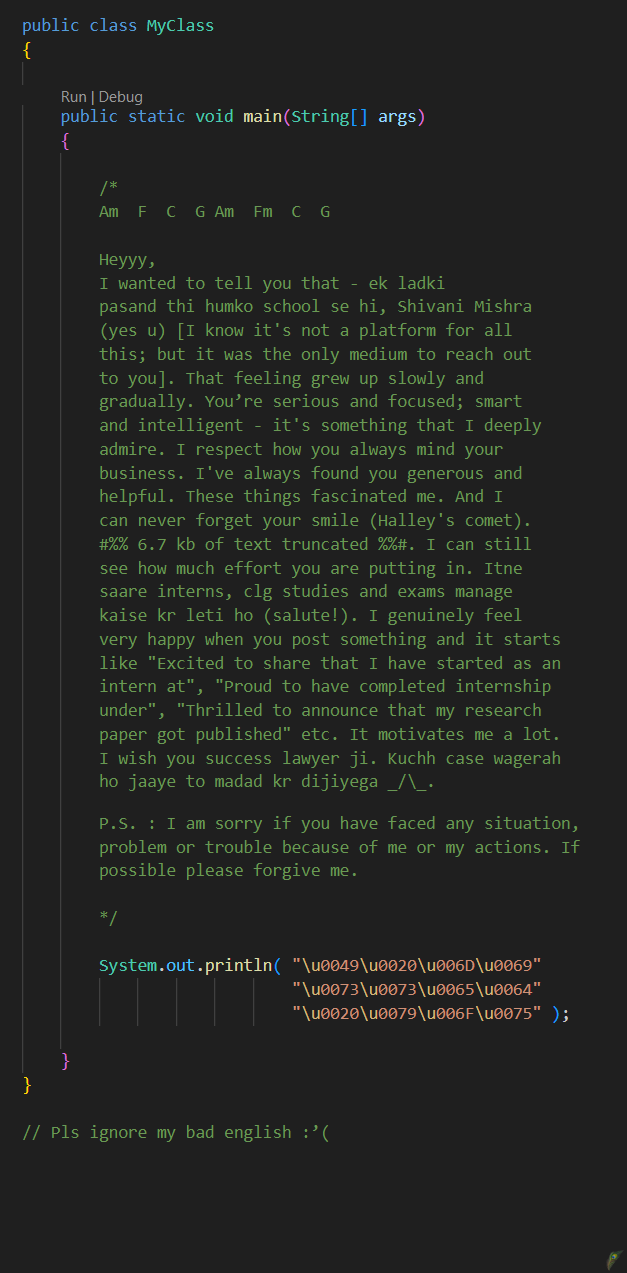 public class MyClass
{
Run | Debug
public static void main(String[] args)
{
/*
Am  F  C  G Am  Fm  C  G
Heyyy,
I wanted to tell you that - ek ladki
pasand thi humko school se hi, Shivani Mishra
(yes u) [I know it's not a platform for all
this; but it was the only medium to reach out
to you]. That feeling grew up slowly and
gradually. You’re serious and focused; smart
and intelligent - it's something that I deeply
admire. I respect how you always mind your
business. I've always found you generous and
helpful. These things fascinated me. And I
can never forget your smile (Halley's comet).
#%% 6.7 kb of text truncated %%#. I can still
see how much effort you are putting in. Itne
saare interns, clg studies and exams manage
kaise kr leti ho (salute!). I genuinely feel
very happy when you post something and it starts
like "Excited to share that I have started as an
intern at", "Proud to have completed internship
under", "Thrilled to announce that my research
paper got published" etc. It motivates me a lot.
I wish you success lawyer ji. Kuchh case wagerah
ho jaaye to madad kr dijiyega _/\_.
P.S. : I am sorry if you have faced any situation,
problem or trouble because of me or my actions. If
possible please forgive me.
*/
System.out.println( "\u0049\u0020\u006D\u0069"
"\u0073\u0073\u0065\u0064"
"\u0020\u0079\u006F\u0075" );
}
}
// Pls ignore my bad english :’(